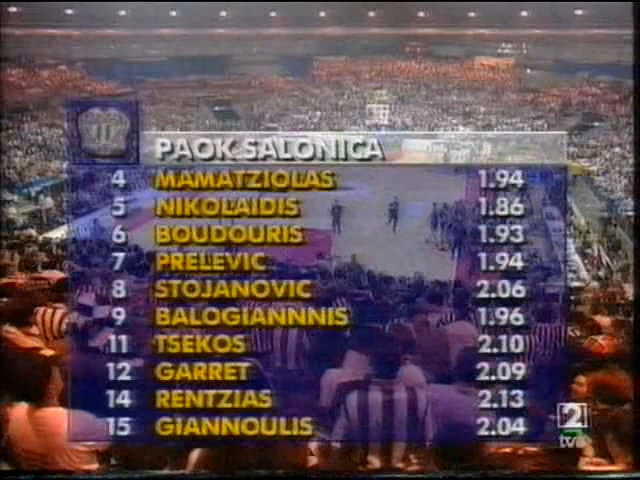 PAOK SALONICA
4 MAMATZIOLAS 1.94
5 NIKOLAIDIS 1.86
6 BOUDOURIS 1.93
7 PRELEVIC 1.94
8 STOJANOVIC 2.06
9 BALOGIANNNIS 1.96
11 TSEKOS 2.10
12 GARRET 2.09
14 RENTZIAS 2.13
15 GIANNOULIS 2.04
2